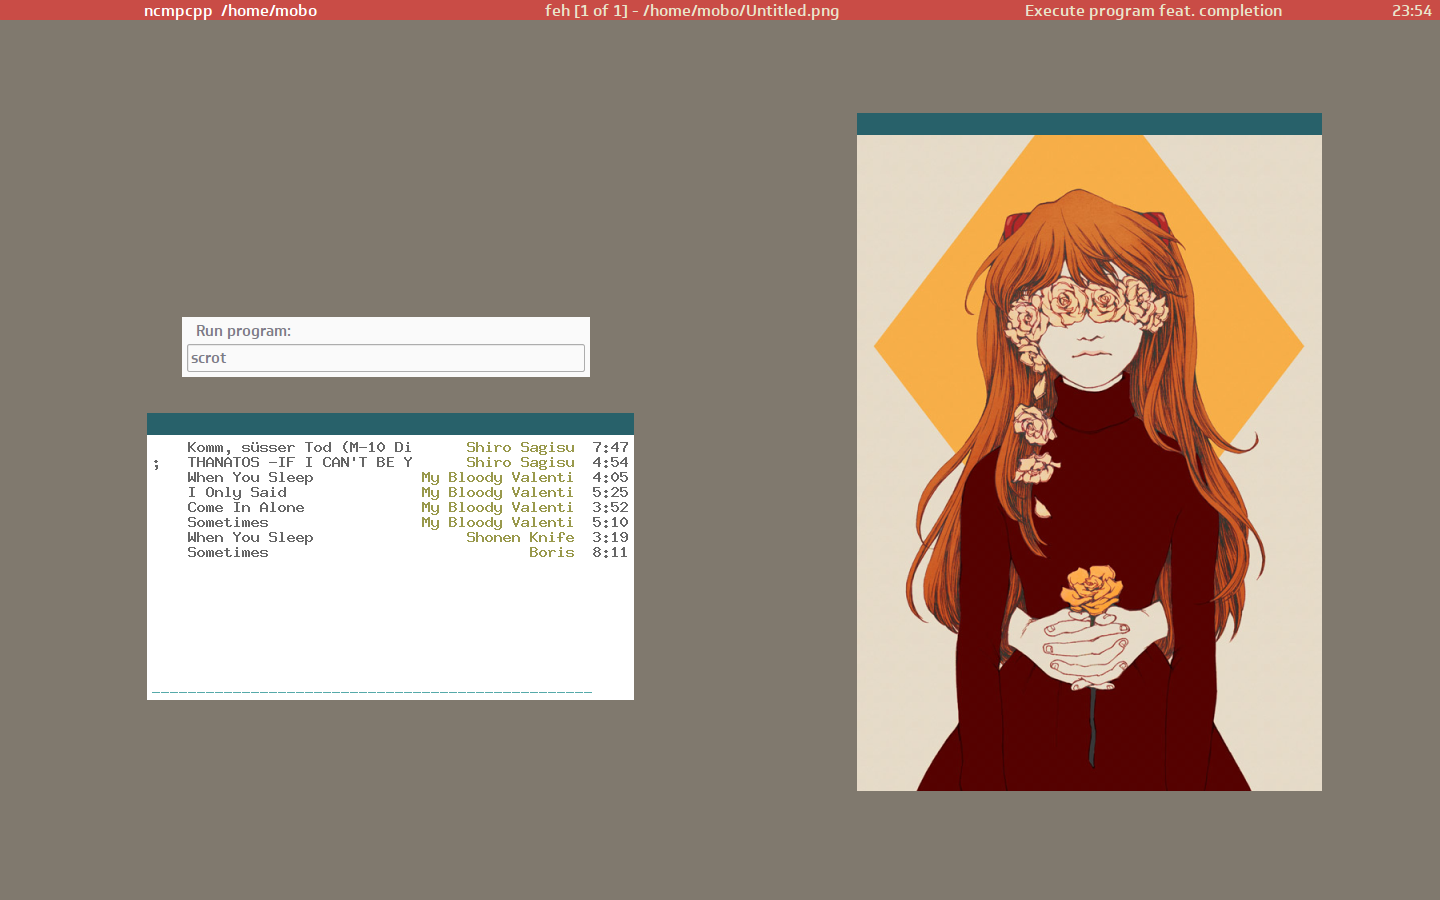 ncmpcpp /home/mobo
feh [1 of 1] - /home/mobo/Untitled.png
Execute program feat. completion
23:54
Run program:
scrot
Komm, süsser Tod (M-10 Di Shiro Sagisu 7:47
; THANATOS -IF I CAN'T BE Y Shiro Sagisu 4:54
When You Sleep My Bloody Valenti 4:05
I Only Said My Bloody Valenti 5:25
Come In Alone My Bloody Valenti 3:52
Sometimes My Bloody Valenti 5:10
When You Sleep Shonen Knife 3:19
Sometimes Boris 8:11